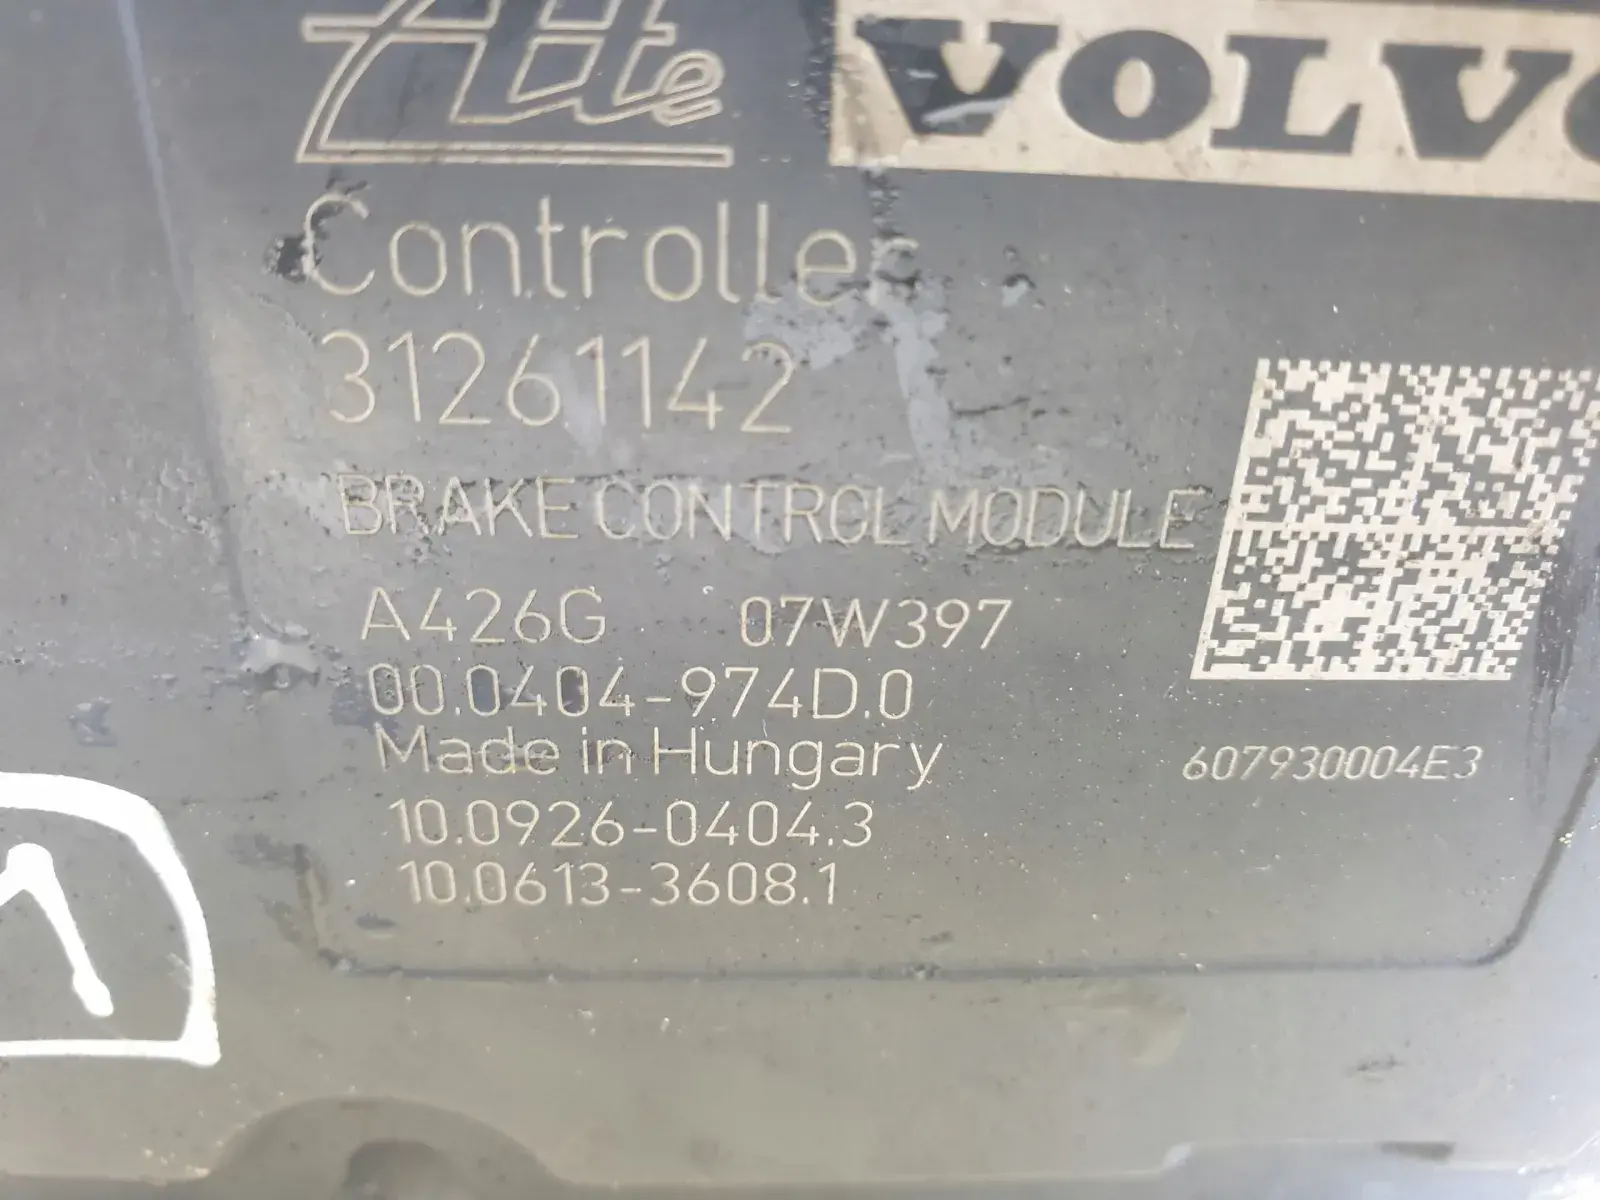 Ate VOLVO
Controller
31261142
BRAKE CONTROL MODULE
A426G 07W397
00.0404-974D.0
Made in Hungary
607930004E3
10.0926-0404.3
10.0613-3608.1